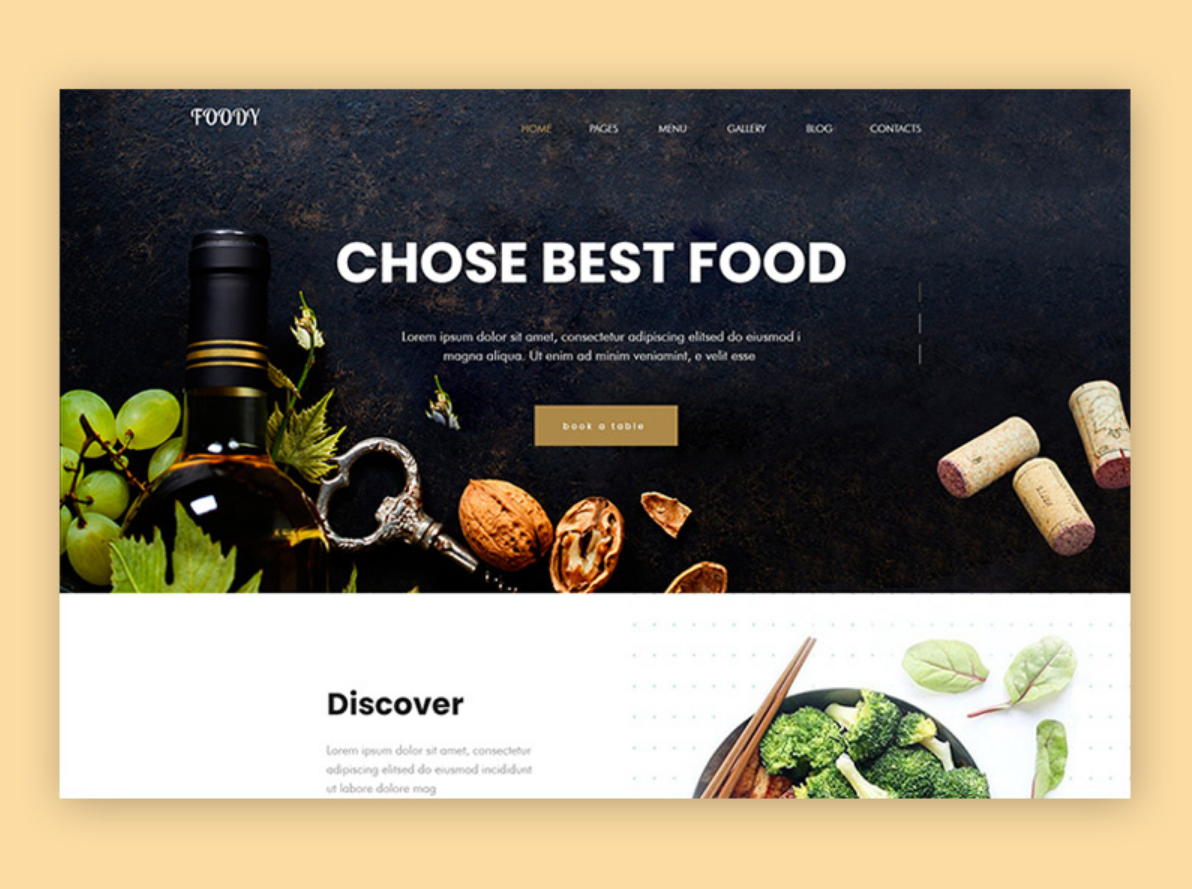 FOODY
HOME PAGES MENU GALLERY BLOG CONTACTS
CHOSE BEST FOOD
Lorem ipsum dolor sit amet, consectetur adipiscing elitsed do eiusmod i
magna aliqua. Ut enim ad minim veniamint, e velit esse
book a table
Discover
Lorem ipsum dolor sit amet, consectetur
adipiscing elitsed do eiusmod incididunt
ut labore dolore mag